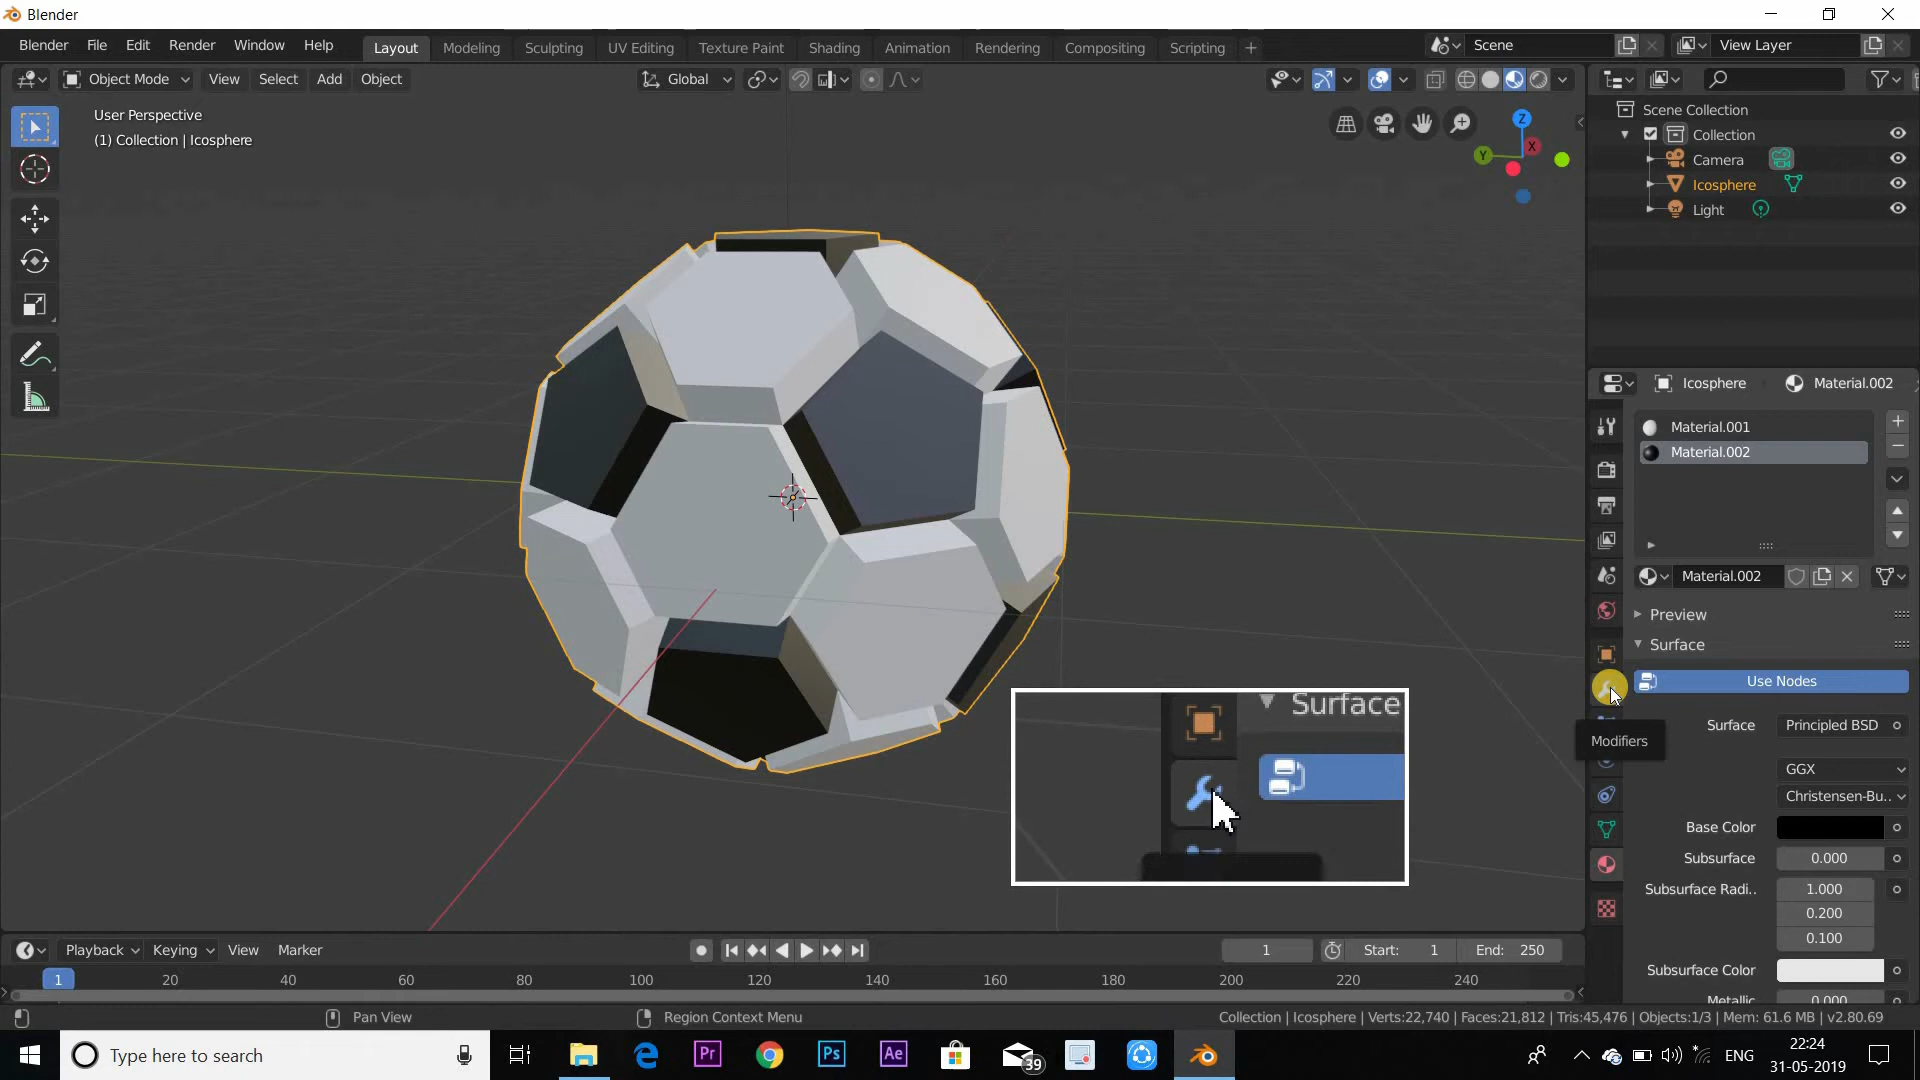 Blender
Blender File Edit Render Window Help
Layout Modeling Sculpting UV Editing Texture Paint Shading Animation Rendering Compositing Scripting +
Scene
View Layer
Object Mode View Select Add Object
Global
User Perspective
(1) Collection | Icosphere
Z
Y
X
Scene Collection
Collection
Camera
Icosphere
Light
Icosphere Material.002
Material.001
Material.002
Material.002
Preview
Surface
Use Nodes
Surface Principled BSD
Modifiers
Surface
GGX
Christensen-Bu..
Base Color
Subsurface 0.000
Subsurface Radi.. 1.000
0.200
0.100
Subsurface Color
Metallic 0.000
Playback Keying View Marker
1 Start: 1 End: 250
1 20 40 60 80 100 120 140 160 180 200 220 240
Pan View
Region Context Menu
Collection | Icosphere | Verts:22,740 | Faces:21,812 | Tris:45,476 | Objects:1/3 | Mem: 61.6 MB | v2.80.69
Type here to search
Pr
Ps
Ae
39
ENG
22:24
31-05-2019